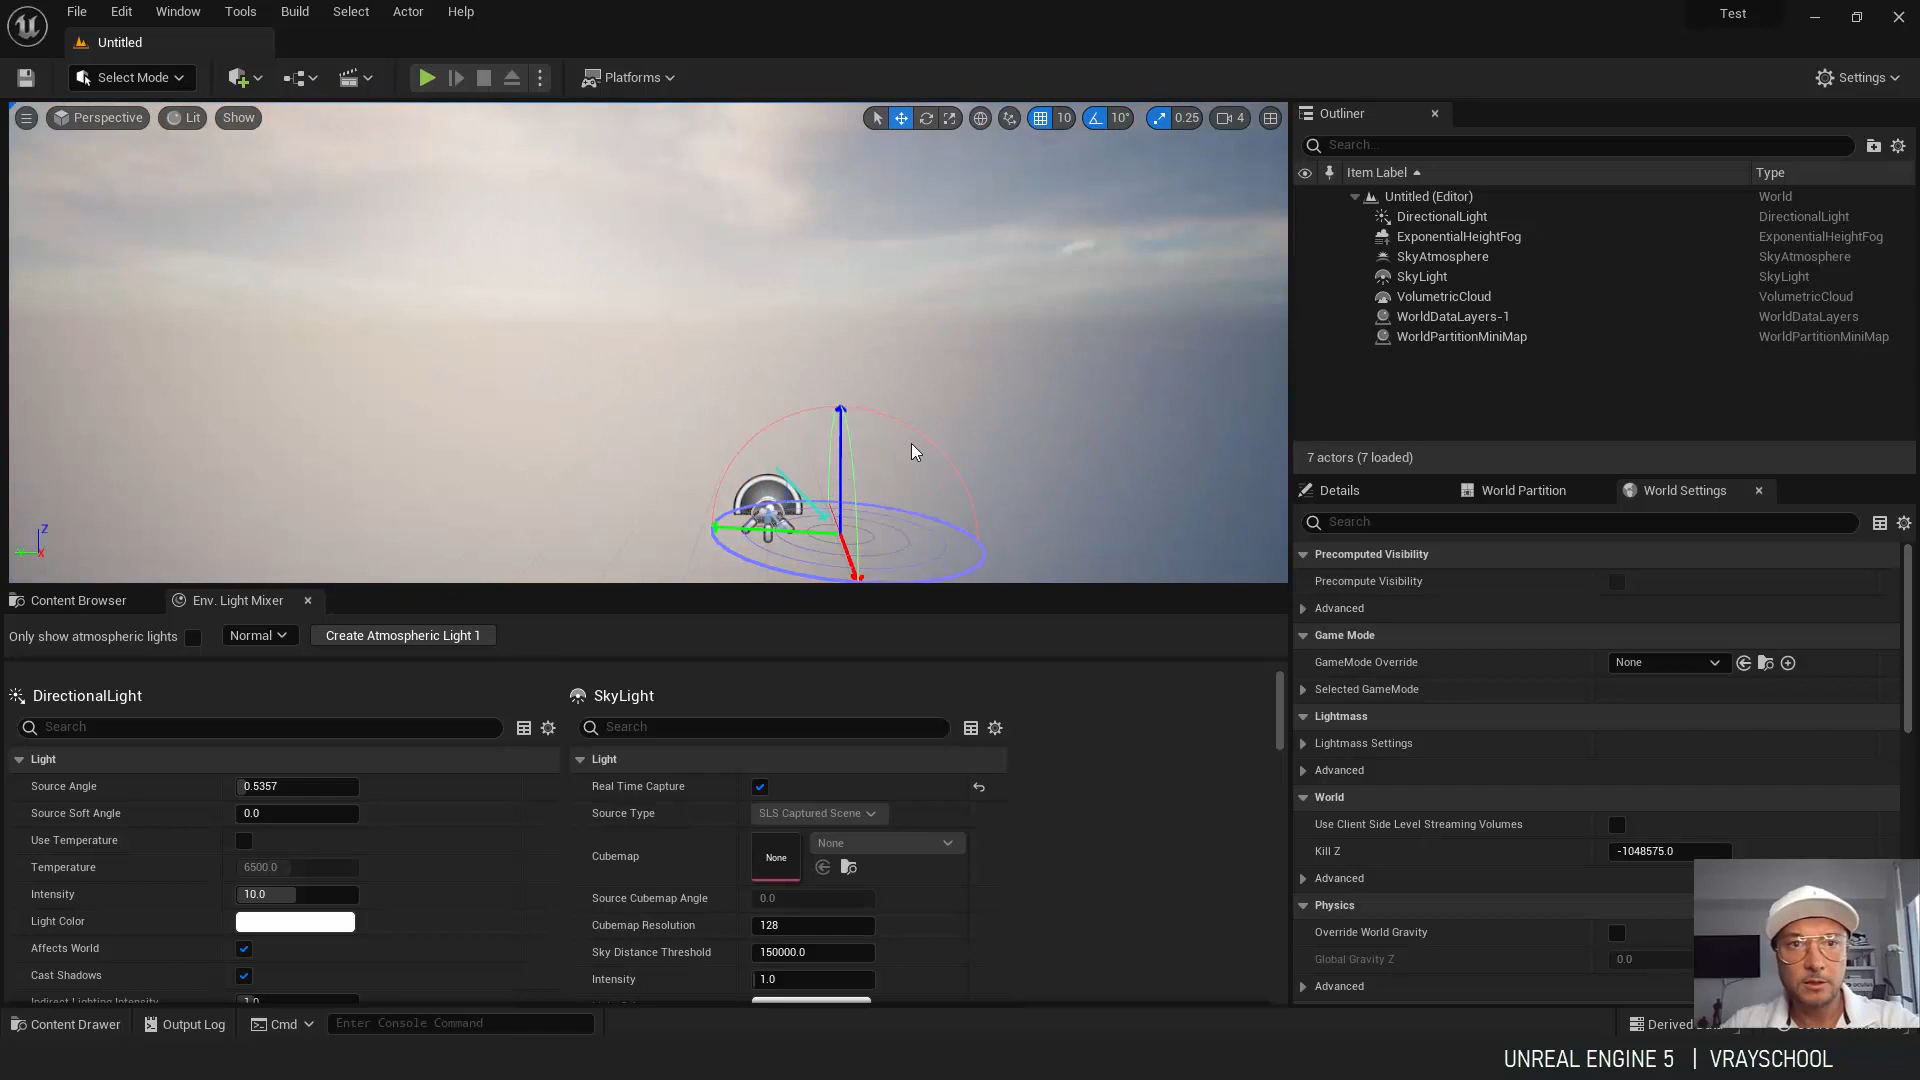 File Edit Window Tools Build Select Actor Help
Test
Untitled
Select Mode
Platforms
Settings
Perspective Lit Show
10 10° 0.25 4
Outliner
Search...
Item Label Type
Untitled (Editor) World
DirectionalLight DirectionalLight
ExponentialHeightFog ExponentialHeightFog
SkyAtmosphere SkyAtmosphere
SkyLight SkyLight
VolumetricCloud VolumetricCloud
WorldDataLayers-1 WorldDataLayers
WorldPartitionMiniMap WorldPartitionMiniMap
7 actors (7 loaded)
Details World Partition World Settings
Search
Precomputed Visibility
Precompute Visibility
Advanced
Game Mode
GameMode Override None
Selected GameMode
Lightmass
Lightmass Settings
Advanced
World
Use Client Side Level Streaming Volumes
Kill Z -1048575.0
Advanced
Physics
Override World Gravity
Global Gravity Z 0.0
Advanced
Z
Y X
Content Browser Env. Light Mixer
Only show atmospheric lights Normal Create Atmospheric Light 1
DirectionalLight
Search
Light
Source Angle 0.5357
Source Soft Angle 0.0
Use Temperature
Temperature 6500.0
Intensity 10.0
Light Color
Affects World
Cast Shadows
Indirect Lighting Intensity 1.0
SkyLight
Search
Light
Real Time Capture
Source Type SLS Captured Scene
Cubemap None None
Source Cubemap Angle 0.0
Cubemap Resolution 128
Sky Distance Threshold 150000.0
Intensity 1.0
Content Drawer Output Log Cmd Enter Console Command
UNREAL ENGINE 5 | VRAYSCHOOL